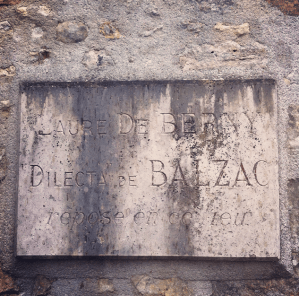 LAURE DE BERNY
"DILECTA" DE BALZAC
repose en ce lieu